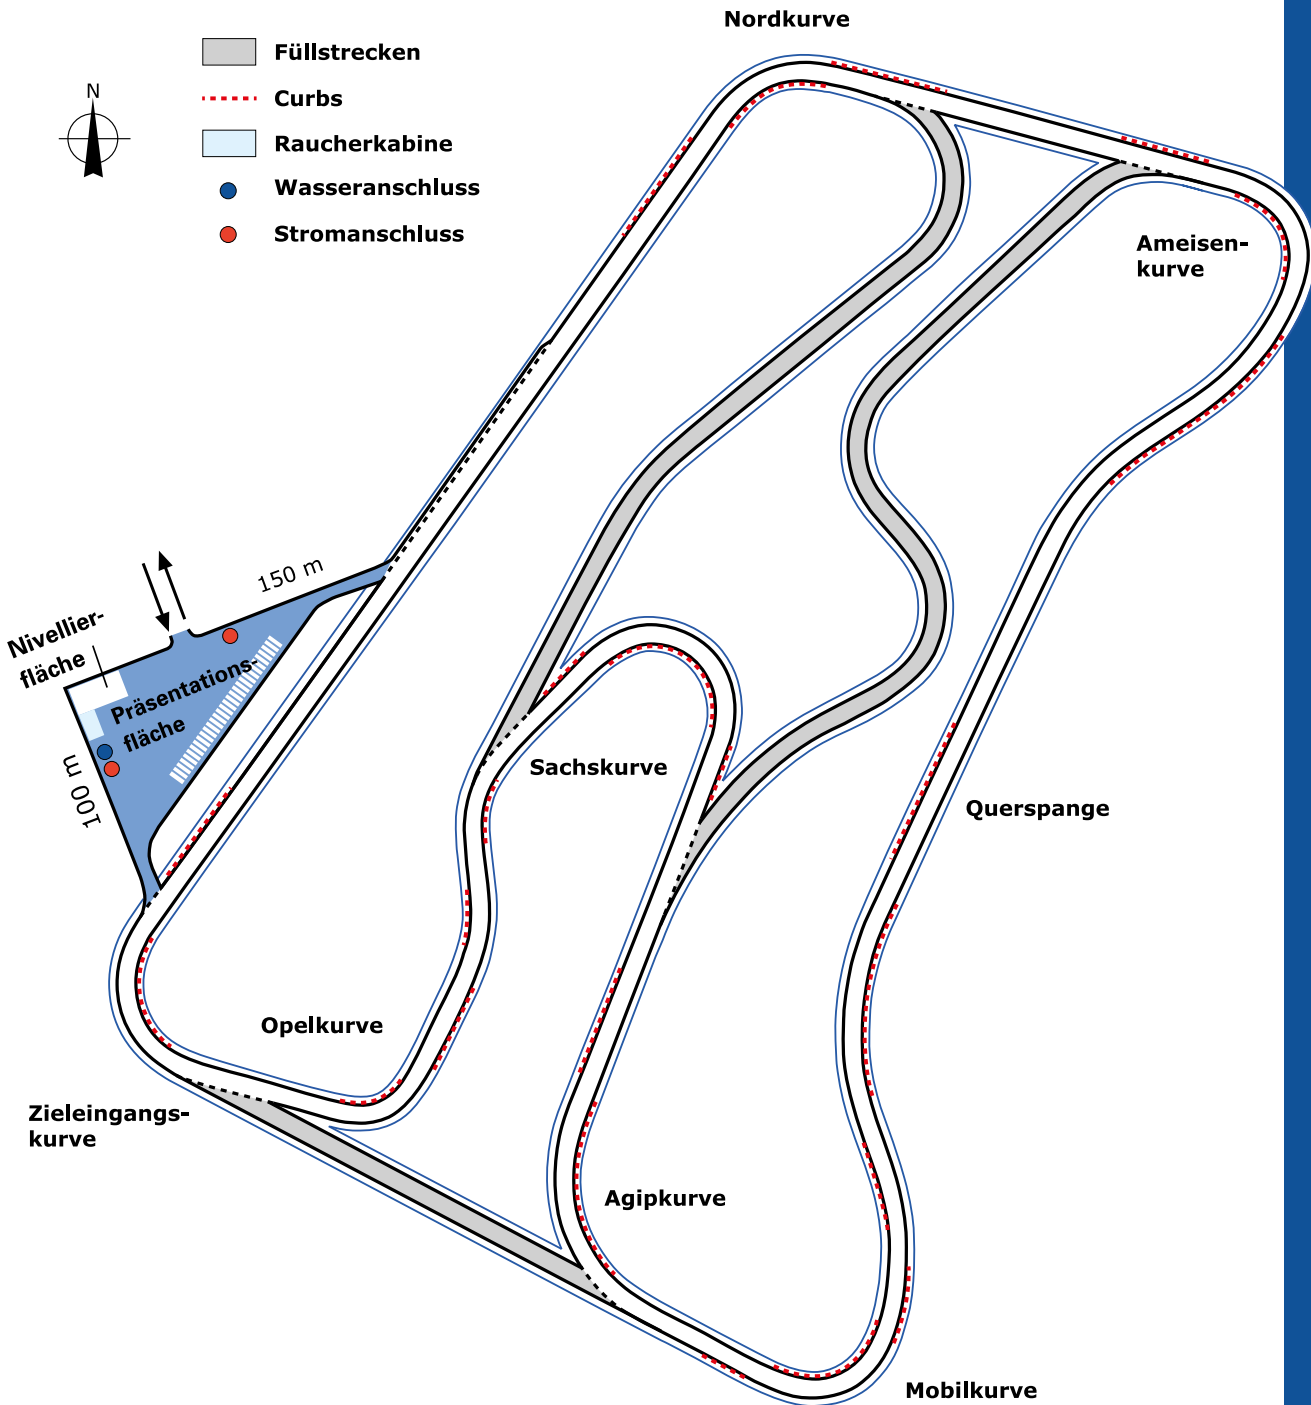 Nordkurve
Füllstrecken
Curbs
Raucherkabine
Wasseranschluss
Stromanschluss
N
Ameisen-
kurve
150 m
Nivellier-
fläche
Präsentations-
fläche
100 m
Sachskurve
Querspange
Opelkurve
Zieleingangs-
kurve
Agipkurve
Mobilkurve